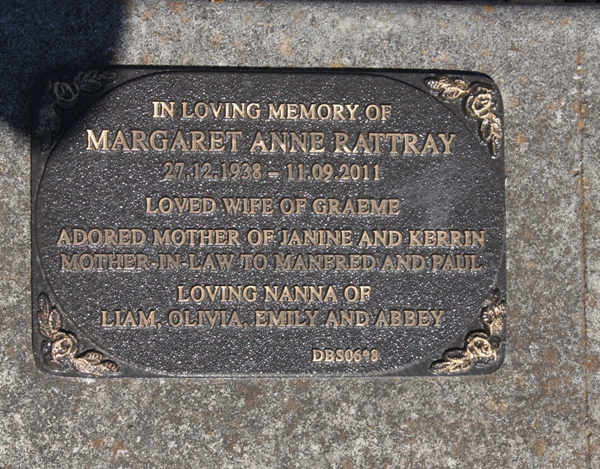 IN LOVING MEMORY OF
MARGARET ANNE RATTRAY
27.12.1938 - 11.09.2011
LOVED WIFE OF GRAEME
ADORED MOTHER OF JANINE AND KERRIN
MOTHER-IN-LAW TO MANFRED AND PAUL
LOVING NANNA OF
LIAM, OLIVIA, EMILY AND ABBEY
DBS06*8